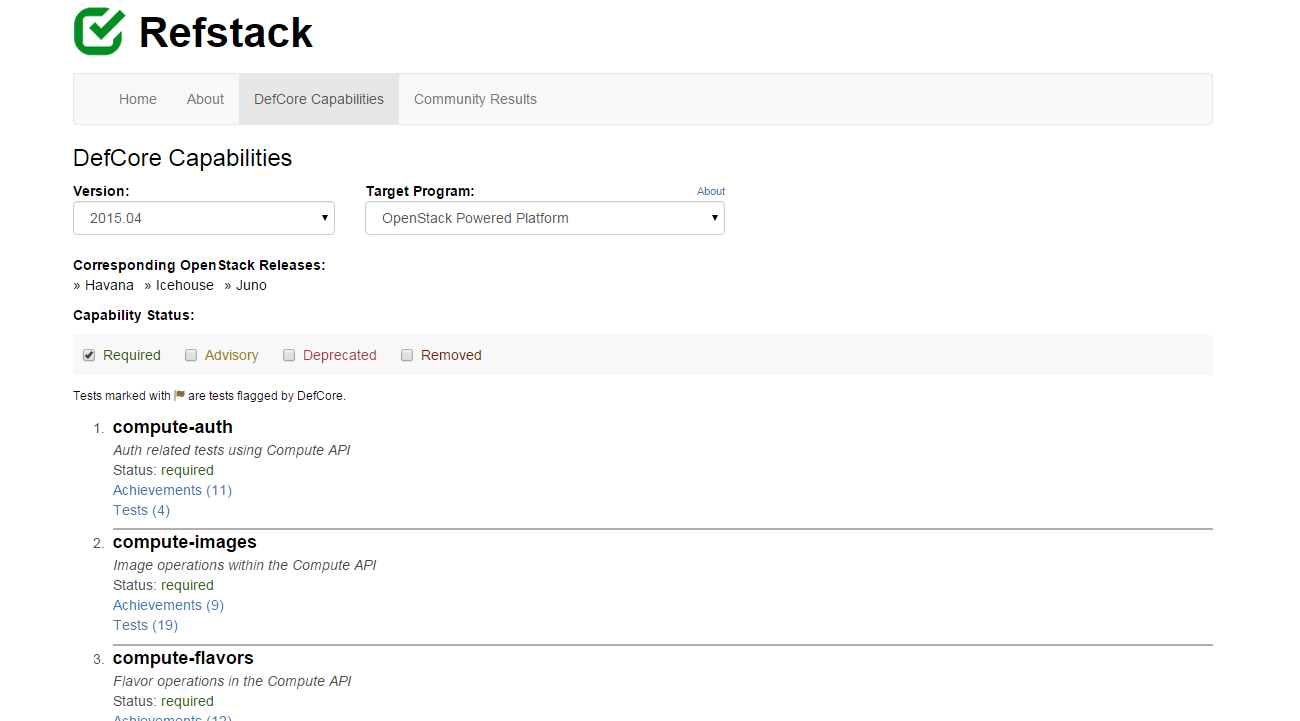 Refstack
Home About DefCore Capabilities Community Results
DefCore Capabilities
Version: Target Program: About
2015.04 OpenStack Powered Platform
Corresponding OpenStack Releases:
» Havana » Icehouse » Juno
Capability Status:
Required Advisory Deprecated Removed
Tests marked with are tests flagged by DefCore.
1. compute-auth
Auth related tests using Compute API
Status: required
Achievements (11)
Tests (4)
2. compute-images
Image operations within the Compute API
Status: required
Achievements (9)
Tests (19)
3. compute-flavors
Flavor operations in the Compute API
Status: required
Achievements (12)